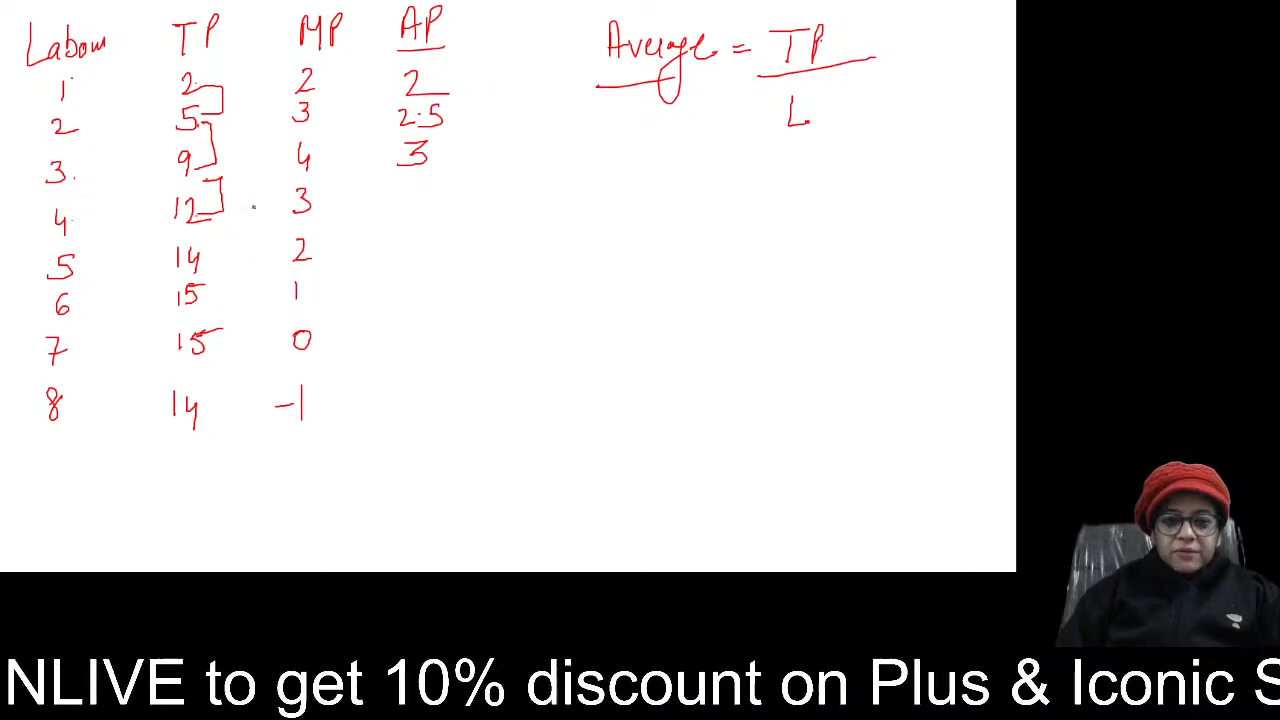 Labour TP MP AP
1 2 2 2
2 5 3 2.5
3. 9 4 3
4 12 3
5 14 2
6 15 1
7 15 0
8 14 -1
Average = TP
L
NLIVE to get 10% discount on Plus & Iconic S